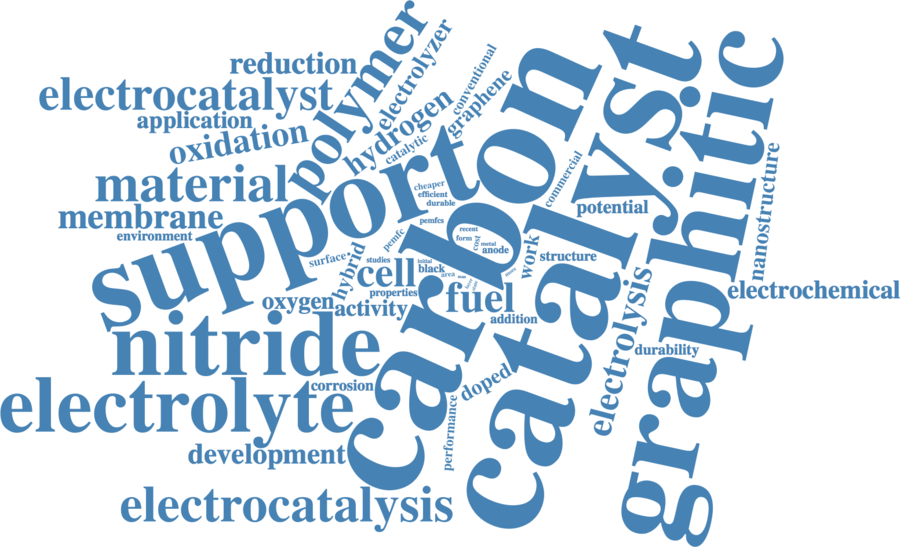 reduction
electrocatalyst
application
oxidation
polymer
electrolyzer
hydrogen
catalytic
conventional
graphene
material
membrane
environment
support
carbon
catalyst
graphitic
commercial
potential
nanostructure
cheaper
efficient
durable
pemfcs
pemfc
recent
form
cost
metal
anode
work
structure
surface
hybrid
studies
initial
cell
black
area
properties
oxygen
activity
fuel
addition
electrochemical
electrolysis
durability
nitride
corrosion
doped
electrolyte
performance
development
electrocatalysis